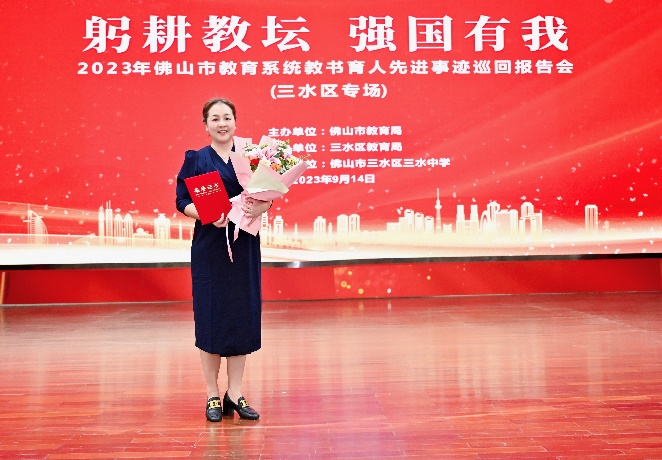 躬耕教坛 强国有我
2023年佛山市教育系统教书育人先进事迹巡回报告会
(三水区专场)
主办单位：佛山市教育局
单位：三水区教育局
位：佛山市三水区三水中学
2023年9月14日